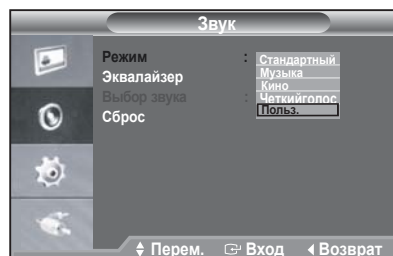 Звук
Режим : Стандартный
Музыка
Эквалайзер Кино
Выбор звука : Четкийголос
Сброс Польз.
Перем. Вход Возврат